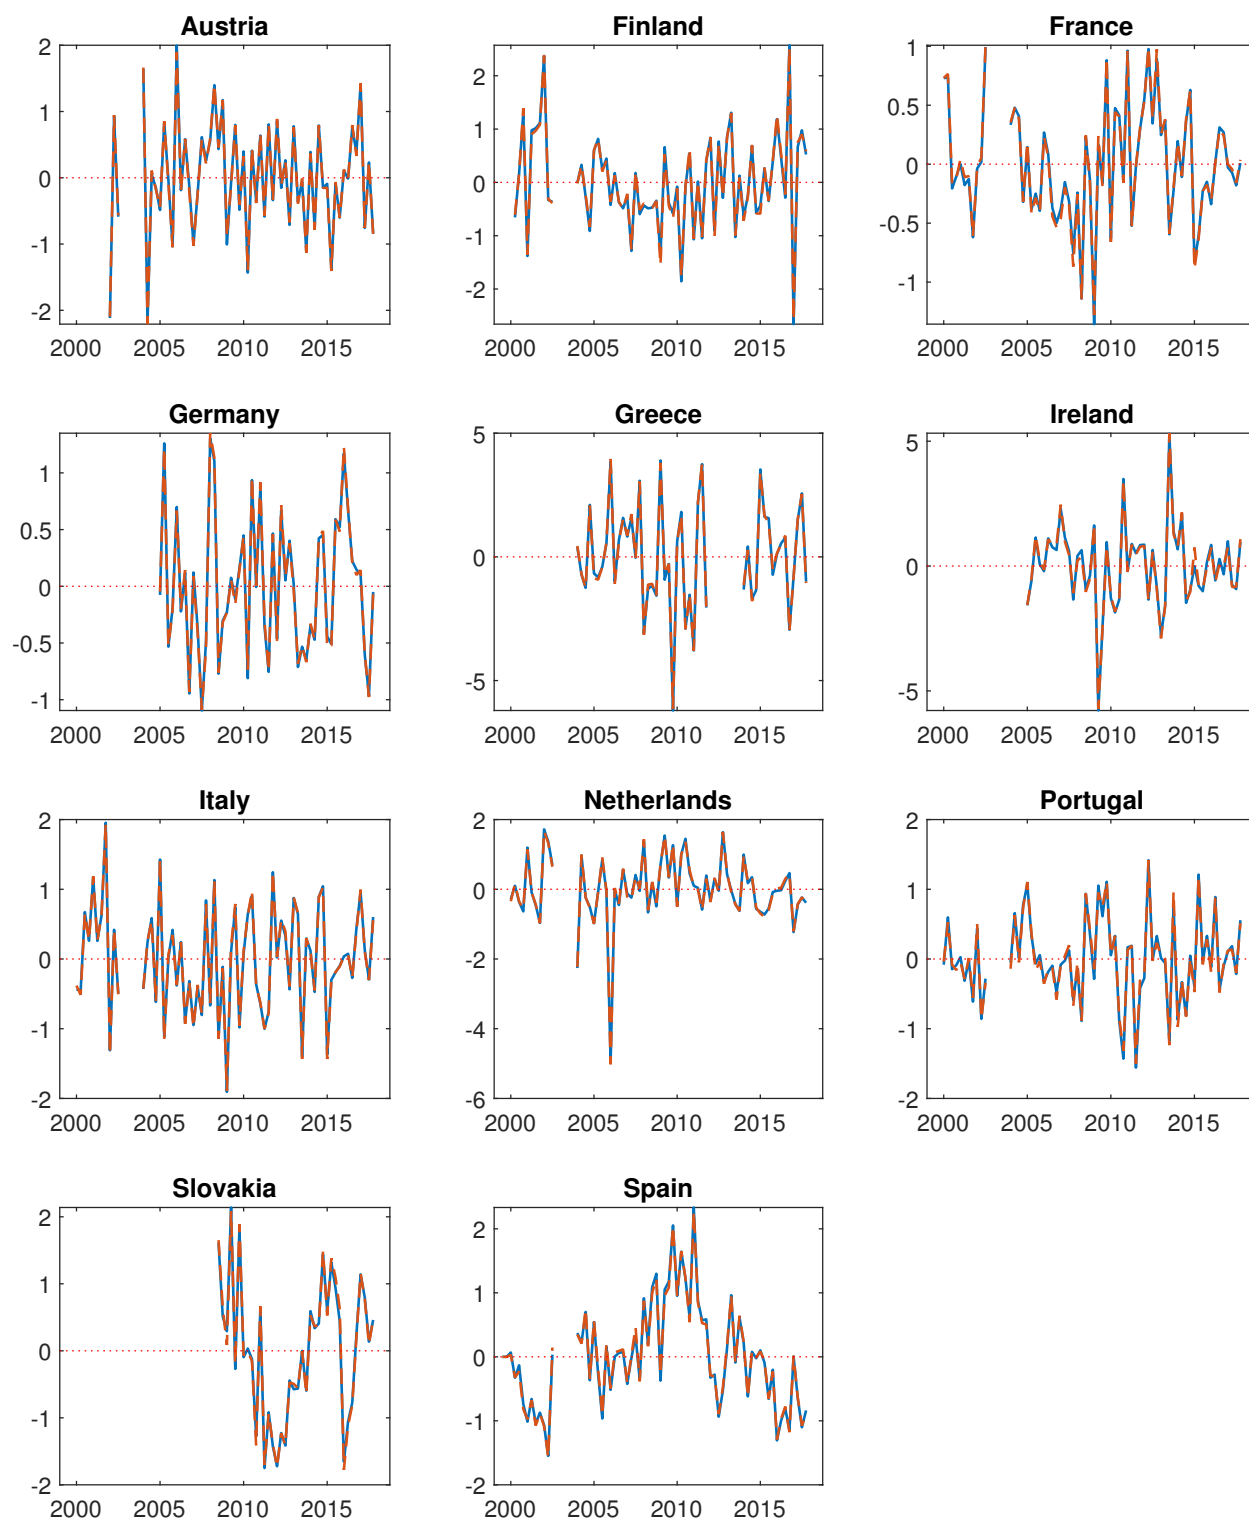 Austria Finland France
2 2 1
1 1 0.5
0 0 0
-1 -1 -0.5
-2 -2 -1
2000 2005 2010 2015 2000 2005 2010 2015 2000 2005 2010 2015
Germany Greece Ireland
1 5 5
0.5 0 0
0 -5 -5
-0.5
-1
2000 2005 2010 2015 2000 2005 2010 2015 2000 2005 2010 2015
Italy Netherlands Portugal
2 2 2
1 0 1
0 -2 0
-1 -4 -1
-2 -6 -2
2000 2005 2010 2015 2000 2005 2010 2015 2000 2005 2010 2015
Slovakia Spain
2 2
1 1
0 0
-1 -1
-2 -2
2000 2005 2010 2015 2000 2005 2010 2015